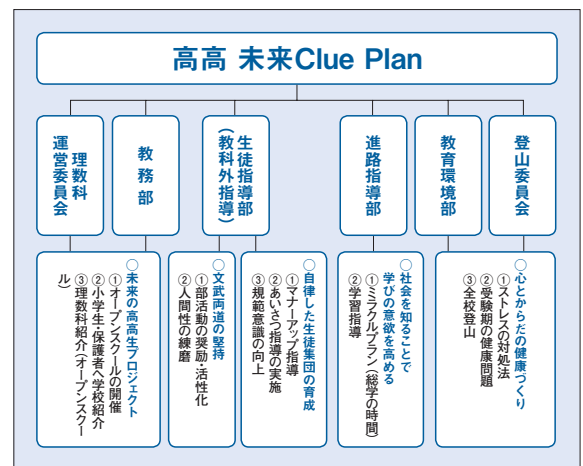 高高 未来Clue Plan
登山委員会
教育環境部
進路指導部
生徒指導部
(教科外指導)
教務部
理数科
運営委員会
○心とからだの健康づくり
①ストレスの対処法
②受験期の健康問題
③全校登山
○社会を知ることで
学びの意欲を高める
①ミラクルプラン(総学の時間)
②学習指導
○自律した生徒集団の育成
①マナーアップ指導
②あいさつ指導の実施
③規範意識の向上
○文武両道の堅持
①部活動の奨励・活性化
②人間性の練磨
○未来の高高生プロジェクト
①オープンスクールの開催
②小学生・保護者へ学校紹介
③理数科紹介(オープンスクー
ル)